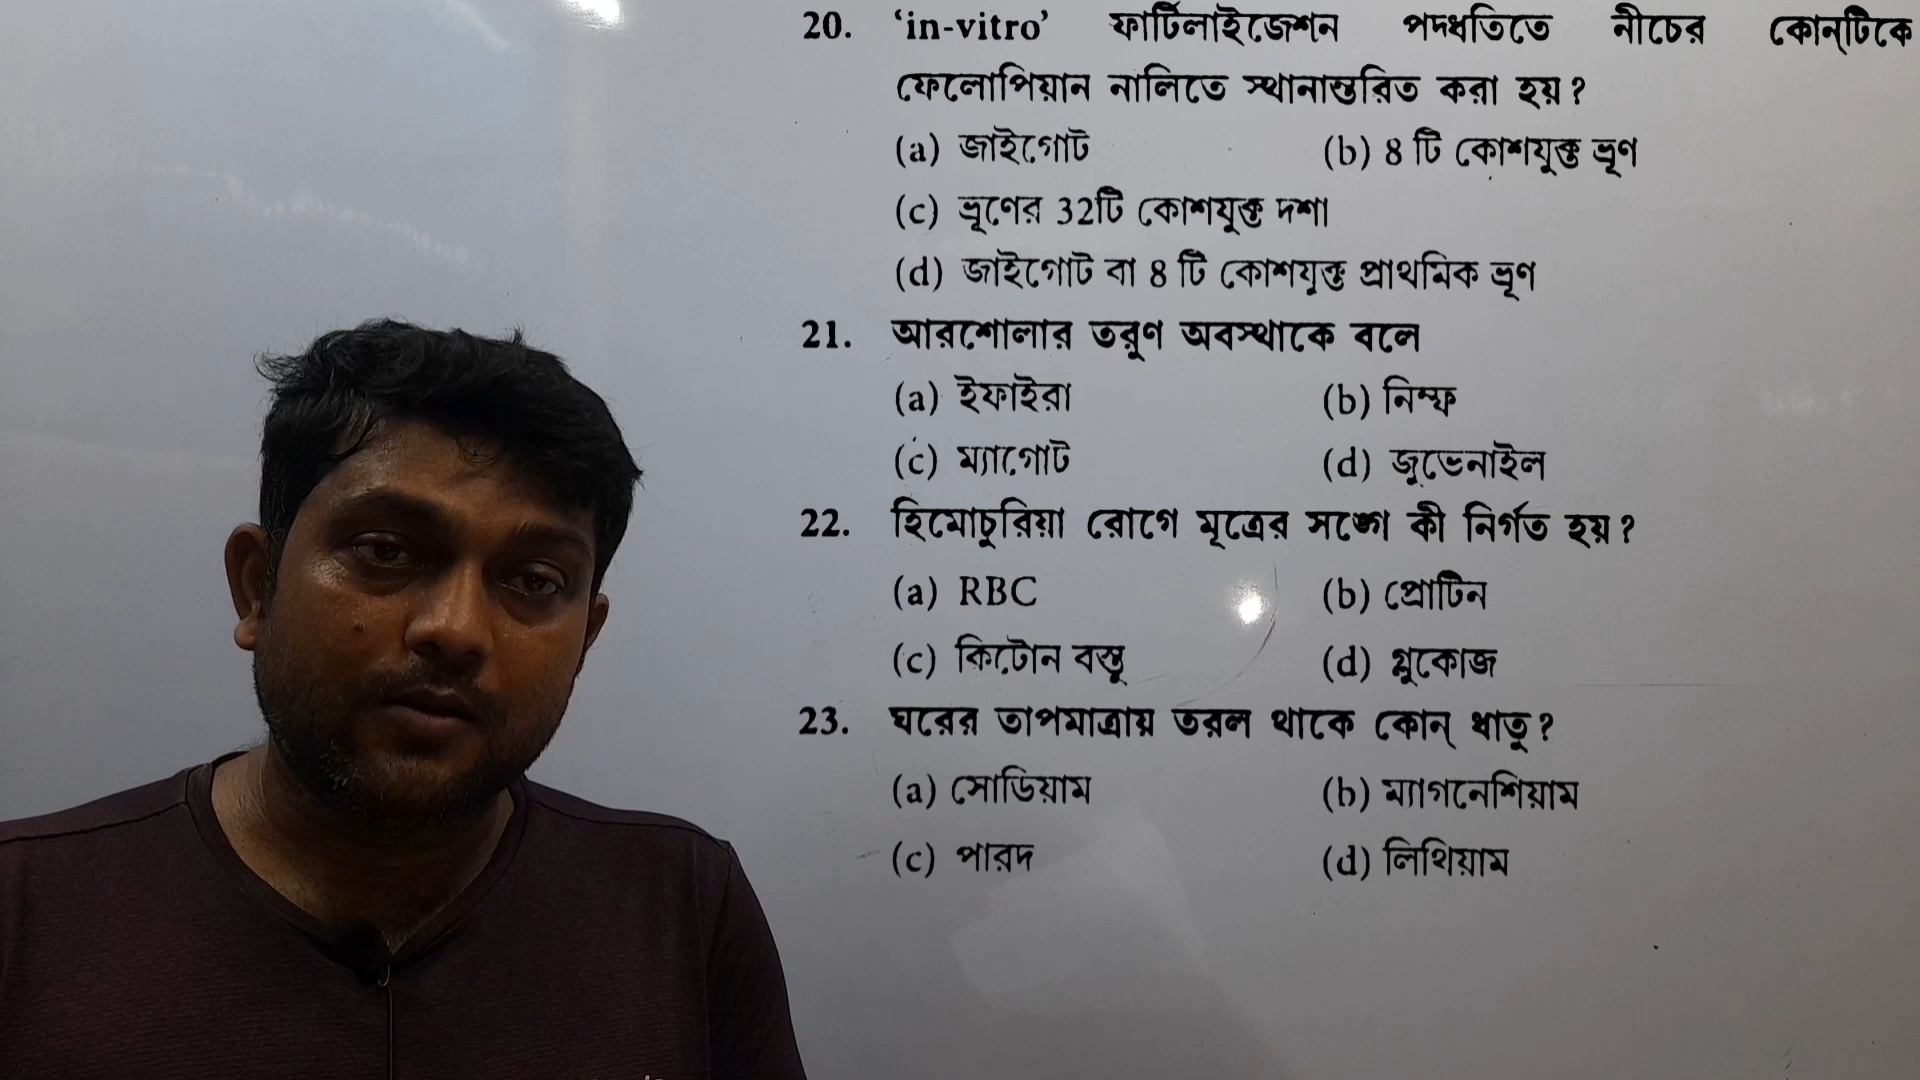 20. ‘in-vitro’ ফার্টিলাইজেশন পদ্ধতিতে নীচের কোন্‌টিকে
ফেলোপিয়ান নালিতে স্থানান্তরিত করা হয়?
(a) জাইগোট (b) 8 টি কোশযুক্ত ভ্রূণ
(c) ভ্রূণের 32টি কোশযুক্ত দশা
(d) জাইগোট বা 8 টি কোশযুক্ত প্রাথমিক ভ্রূণ
21. আরশোলার তরুণ অবস্থাকে বলে
(a) ইফাইরা (b) নিম্ফ
(c) ম্যাগোট (d) জুভেনাইল
22. হিমোচুরিয়া রোগে মূত্রের সঙ্গে কী নির্গত হয়?
(a) RBC (b) প্রোটিন
(c) কিটোন বস্তু (d) গ্লুকোজ
23. ঘরের তাপমাত্রায় তরল থাকে কোন্ ধাতু?
(a) সোডিয়াম (b) ম্যাগনেশিয়াম
(c) পারদ (d) লিথিয়াম